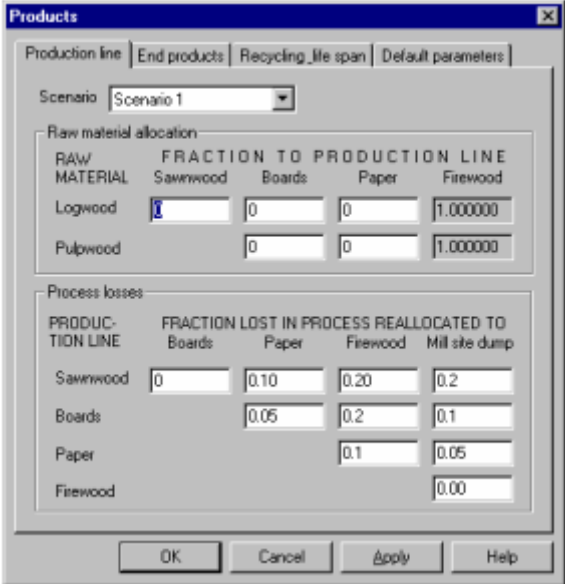 Products
Production line End products Recycling_life span Default parameters
Scenario Scenario 1
Raw material allocation
RAW MATERIAL FRACTION TO PRODUCTION LINE
Sawnwood Boards Paper Firewood
Logwood 0 0 0 1.000000
Pulpwood 0 0 1.000000
Process losses
PRODUC-TION LINE FRACTION LOST IN PROCESS REALLOCATED TO
Boards Paper Firewood Mill site dump
Sawnwood 0 0.10 0.20 0.2
Boards 0.05 0.2 0.1
Paper 0.1 0.05
Firewood 0.00
OK Cancel Apply Help